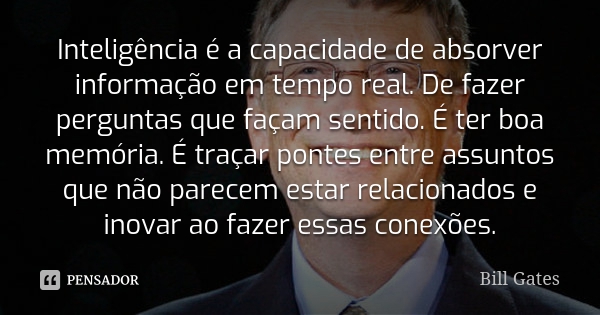 Inteligência é a capacidade de absorver
informação em tempo real. De fazer
perguntas que façam sentido. É ter boa
memória. É traçar pontes entre assuntos
que não parecem estar relacionados e
inovar ao fazer essas conexões.
PENSADOR
Bill Gates